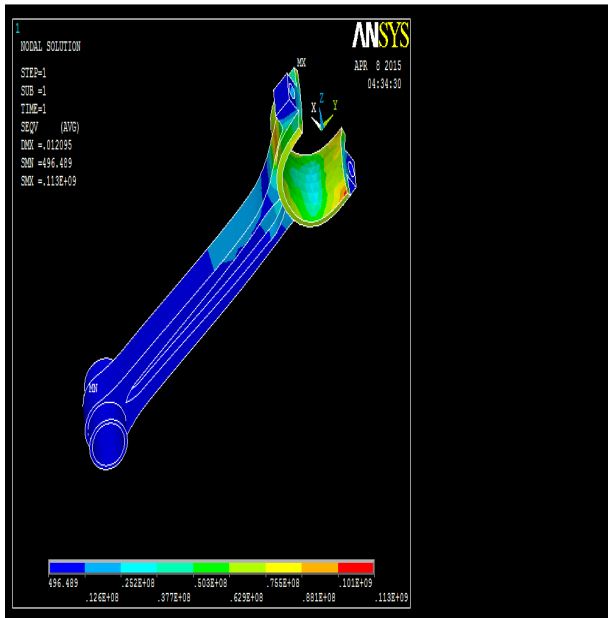 1
NODAL SOLUTION
ANSYS
APR 8 2015
04:34:30
STEP=1
SUB =1
TIME=1
SEQV (AVG)
DMX =.012095
SMN =496.489
SMX =.113E+09
MX
Z
X
Y
MN
496.489 .252E+08 .503E+08 .755E+08 .101E+09
.126E+08 .377E+08 .629E+08 .881E+08 .113E+09